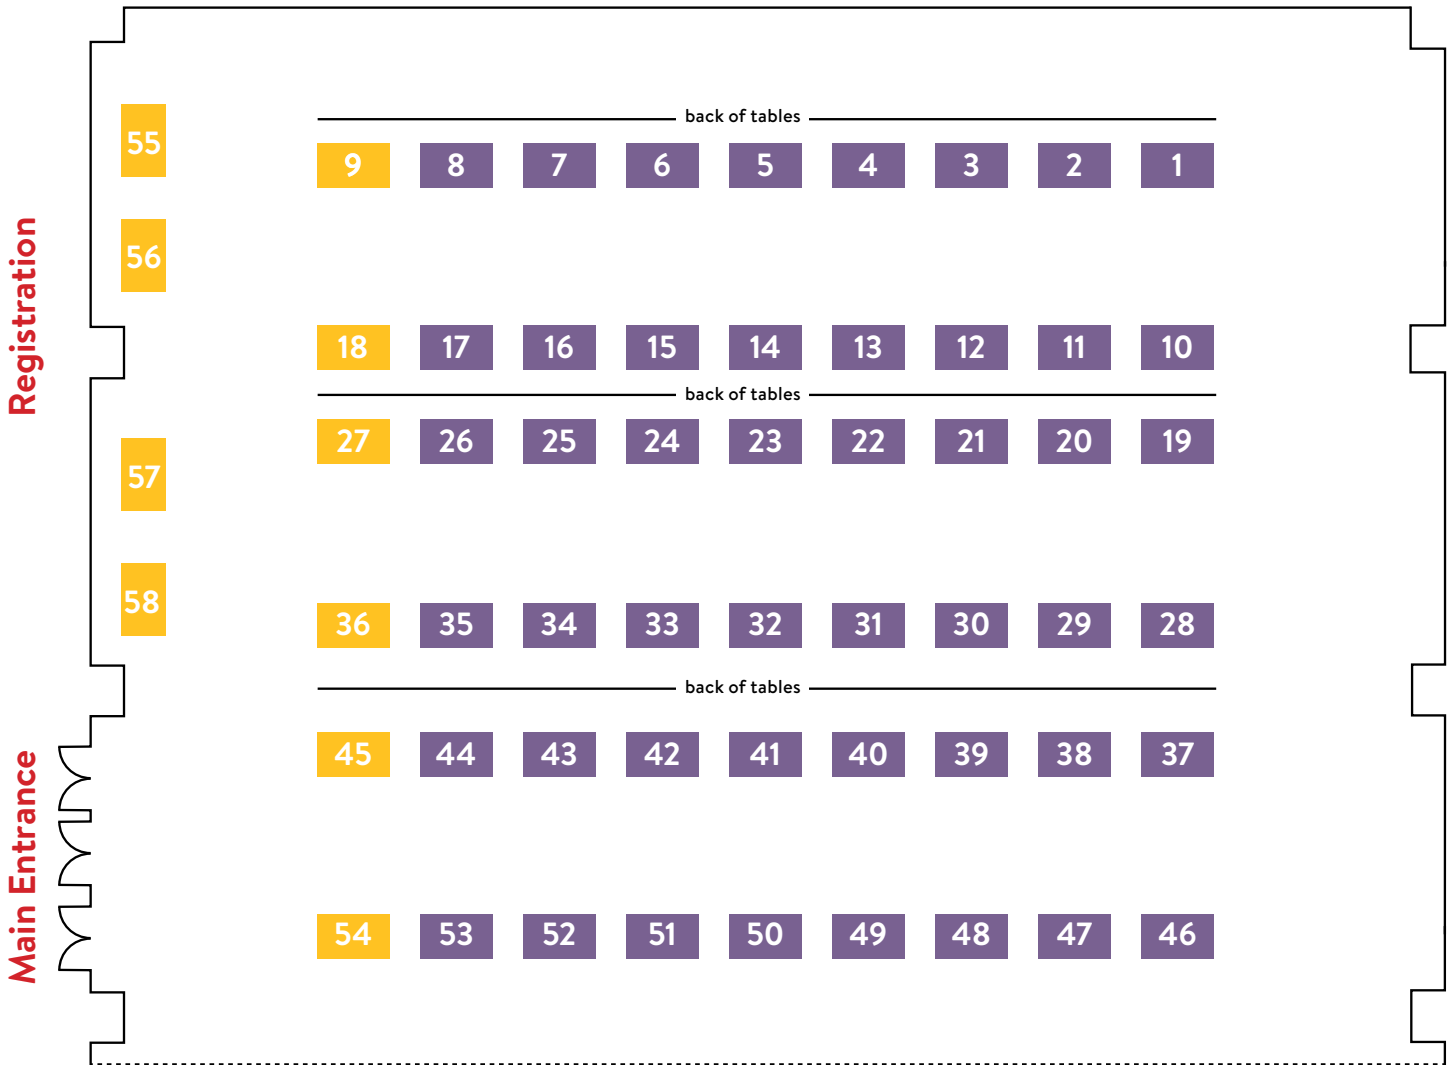 back of tables
55
9 8 7 6 5 4 3 2 1
56
Registration
18 17 16 15 14 13 12 11 10
back of tables
27 26 25 24 23 22 21 20 19
57
58
36 35 34 33 32 31 30 29 28
back of tables
45 44 43 42 41 40 39 38 37
Main Entrance
54 53 52 51 50 49 48 47 46